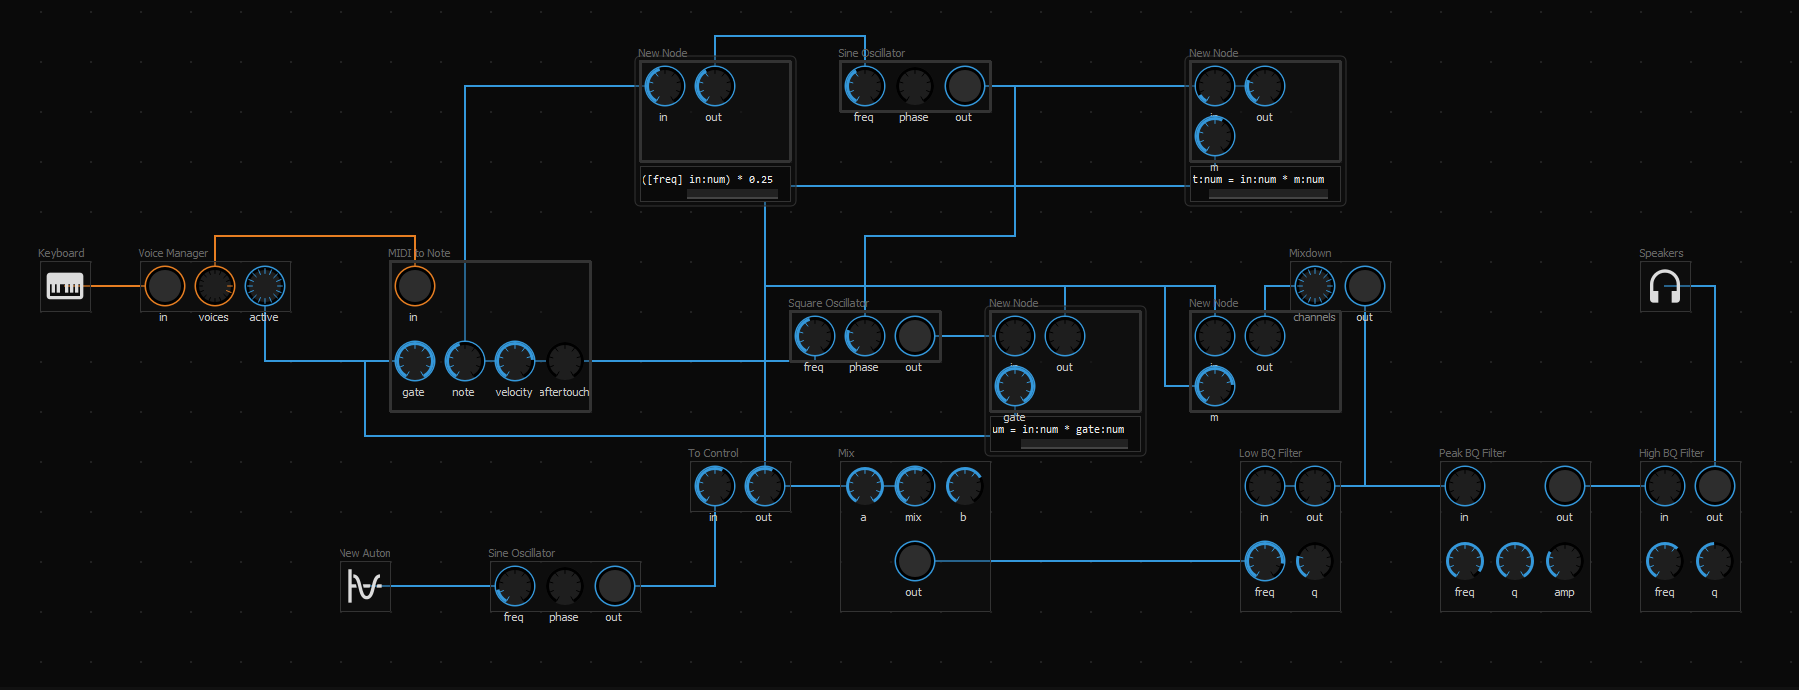 New Node
Sine Oscillator
New Node
in
out
freq
phase
out
out
m
([freq] in:num) * 0.25
t:num = in:num * m:num
Keyboard
Voice Manager
MIDI to Note
Mixdown
Speakers
in
voices
active
in
channels
out
Square Oscillator
New Node
New Node
freq
phase
out
out
out
gate
note
velocity
aftertouch
gate
m
um = in:num * gate:num
To Control
Mix
Low BQ Filter
Peak BQ Filter
High BQ Filter
in
out
a
mix
b
in
out
in
out
in
out
New Autom
Sine Oscillator
out
freq
q
freq
q
amp
freq
q
freq
phase
out